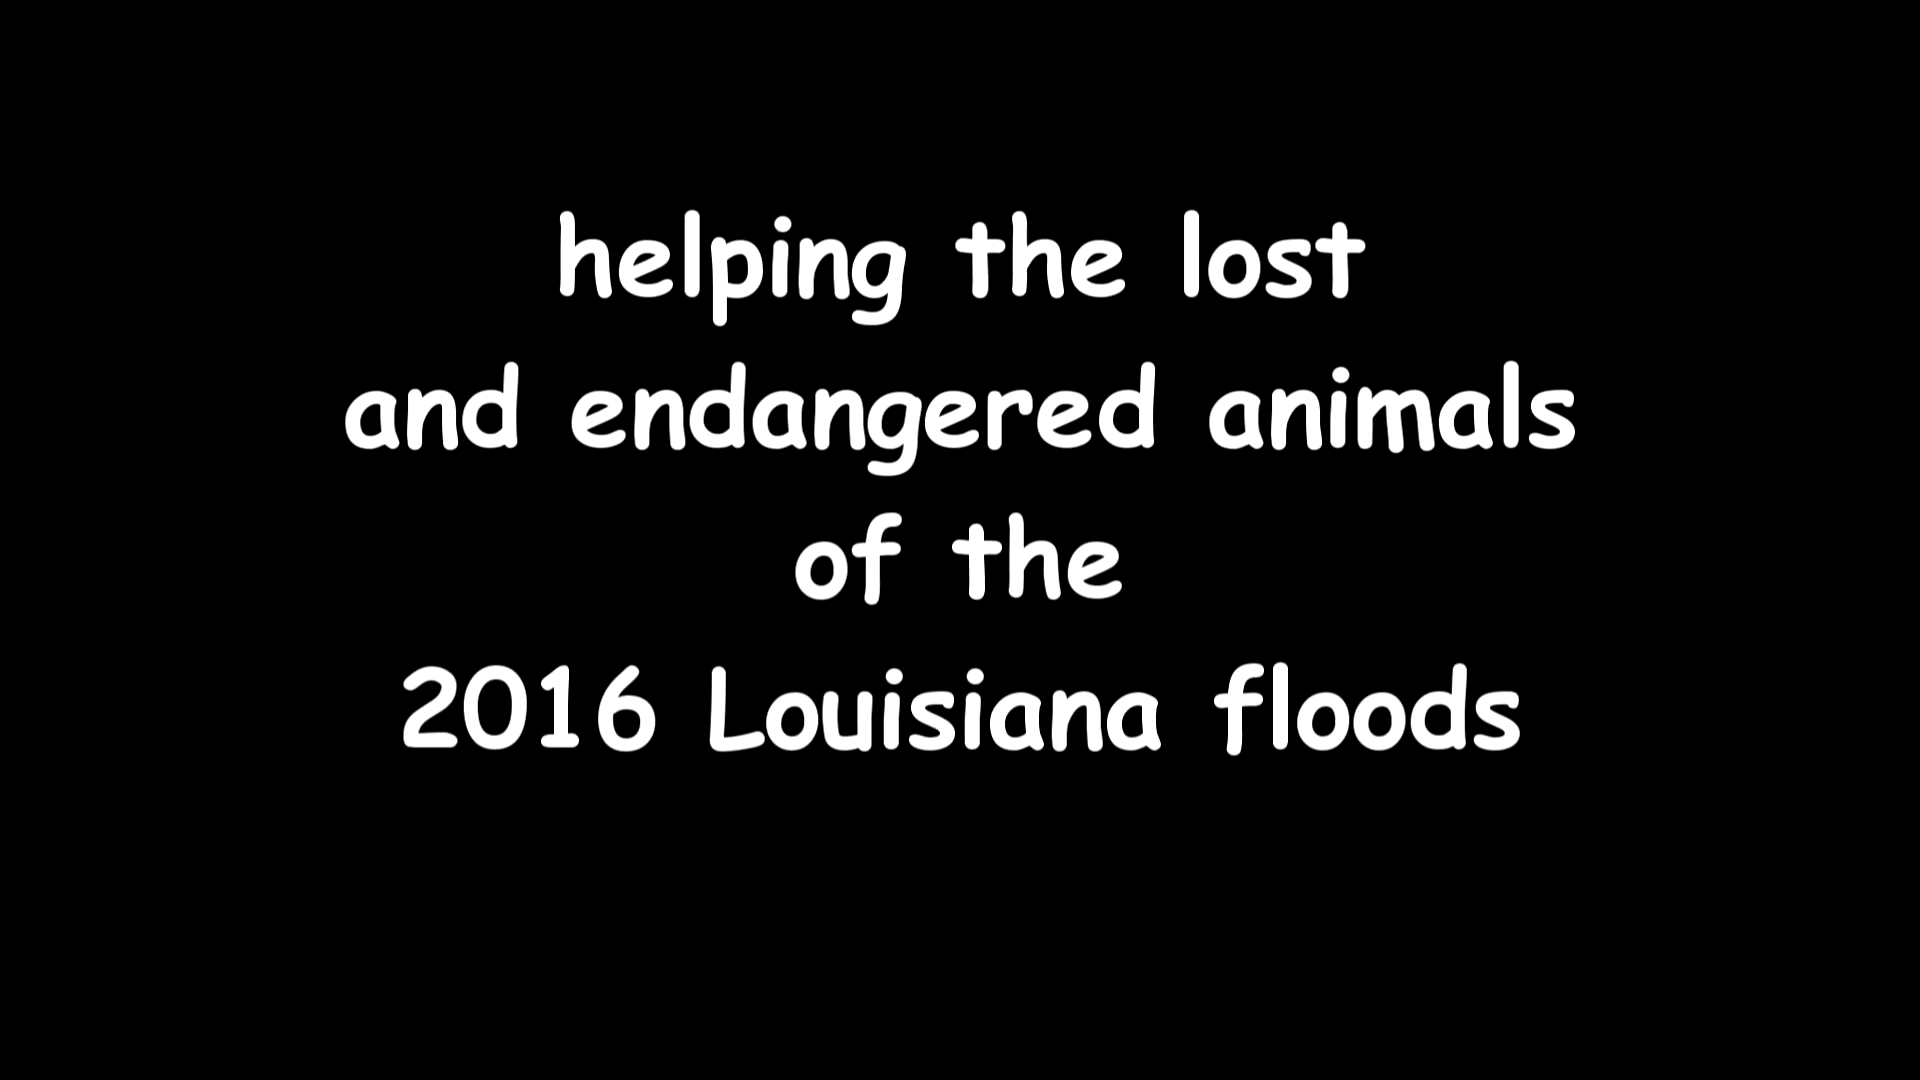 helping the lost
and endangered animals
of the
2016 Louisiana floods